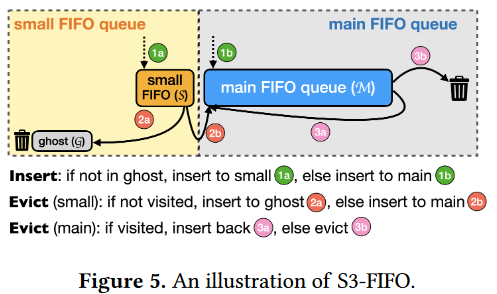 small FIFO queue
main FIFO queue
1a
1b
small
FIFO (𝒮)
main FIFO queue (ℳ)
3b
2a
2b
3a
ghost (𝒢)
Insert: if not in ghost, insert to small 1a, else insert to main 1b
Evict (small): if not visited, insert to ghost 2a, else insert to main 2b
Evict (main): if visited, insert back 3a, else evict 3b
Figure 5. An illustration of S3-FIFO.